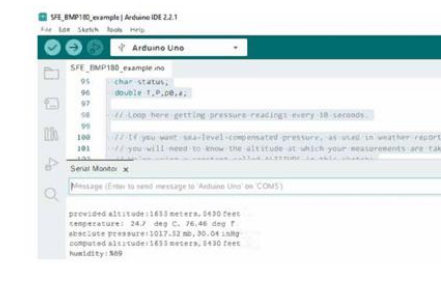 SFE_BMP180_example | Arduino IDE 2.2.1
File Edit Sketch Tools Help
Arduino Uno
SFE_BMP180_example.ino
95 char status;
96 double T,P,p0,a;
97
98 // Loop here getting pressure readings every 10 seconds.
99
100 // If you want sea-level-compensated pressure, as used in weather report
101 // you will need to know the altitude at which your measurements are tak
Serial Monitor x
Message (Enter to send message to 'Arduino Uno' on 'COM5')
provided altitude:1655 meters, 5430 feet
temperature: 24.7 deg C, 76.46 deg F
absolute pressure:1017.32 mb, 30.04 inHg
computed altitude:1655 meters, 5430 feet
humidity:%69